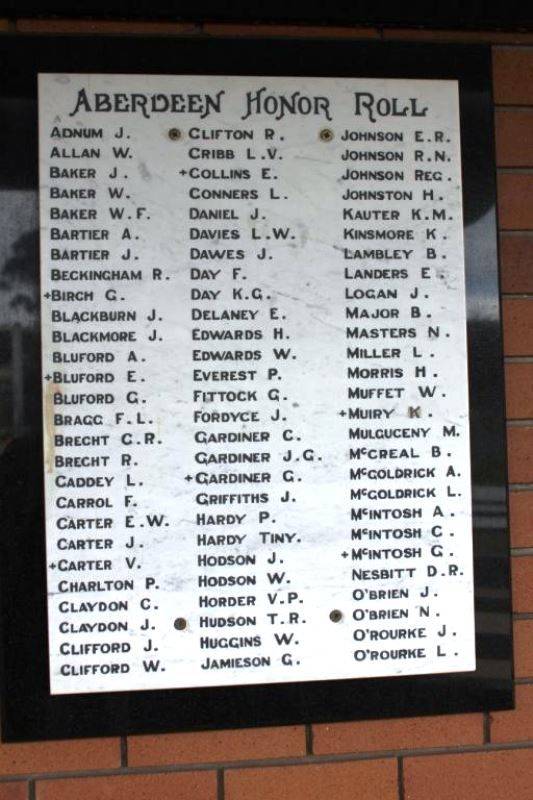 ABERDEEN HONOR ROLL
ADNUM J.
ALLAN W.
BAKER J.
BAKER W.
BAKER W.F.
BARTIER A.
BARTIER J.
BECKINGHAM R.
+BIRCH G.
BLACKBURN J.
BLACKMORE J.
BLUFORD A.
+BLUFORD E.
BLUFORD G.
BRAGG F.L.
BRECHT C.R.
BRECHT R.
CADDEY L.
CARROL F.
CARTER E.W.
CARTER J.
+CARTER V.
CHARLTON P.
CLAYDON C.
CLAYDON J.
CLIFFORD J.
CLIFFORD W.
CLIFTON R.
CRIBB L.V.
+COLLINS E.
CONNERS L.
DANIEL J.
DAVIES L.W.
DAWES J.
DAY F.
DAY K.G.
DELANEY E.
EDWARDS H.
EDWARDS W.
EVEREST P.
FITTOCK G.
FORDYCE J.
GARDINER C.
GARDINER J.G.
+GARDINER G.
GRIFFITHS J.
HARDY P.
HARDY TINY.
HODSON J.
HODSON W.
HORDER V.P.
HUDSON T.R.
HUGGINS W.
JAMIESON G.
JOHNSON E.R.
JOHNSON R.N.
JOHNSON REG.
JOHNSTON H.
KAUTER K.M.
KINSMORE K.
LAMBLEY B.
LANDERS E.
LOGAN J.
MAJOR B.
MASTERS N.
MILLER L.
MORRIS H.
MUFFET W.
+MUIRY K.
MULGUCENY M.
McGREAL B.
McGOLDRICK A.
McGOLDRICK L.
McINTOSH A.
McINTOSH C.
+McINTOSH G.
NESBITT D.R.
O'BRIEN J.
O'BRIEN N.
O'ROURKE J.
O'ROURKE L.